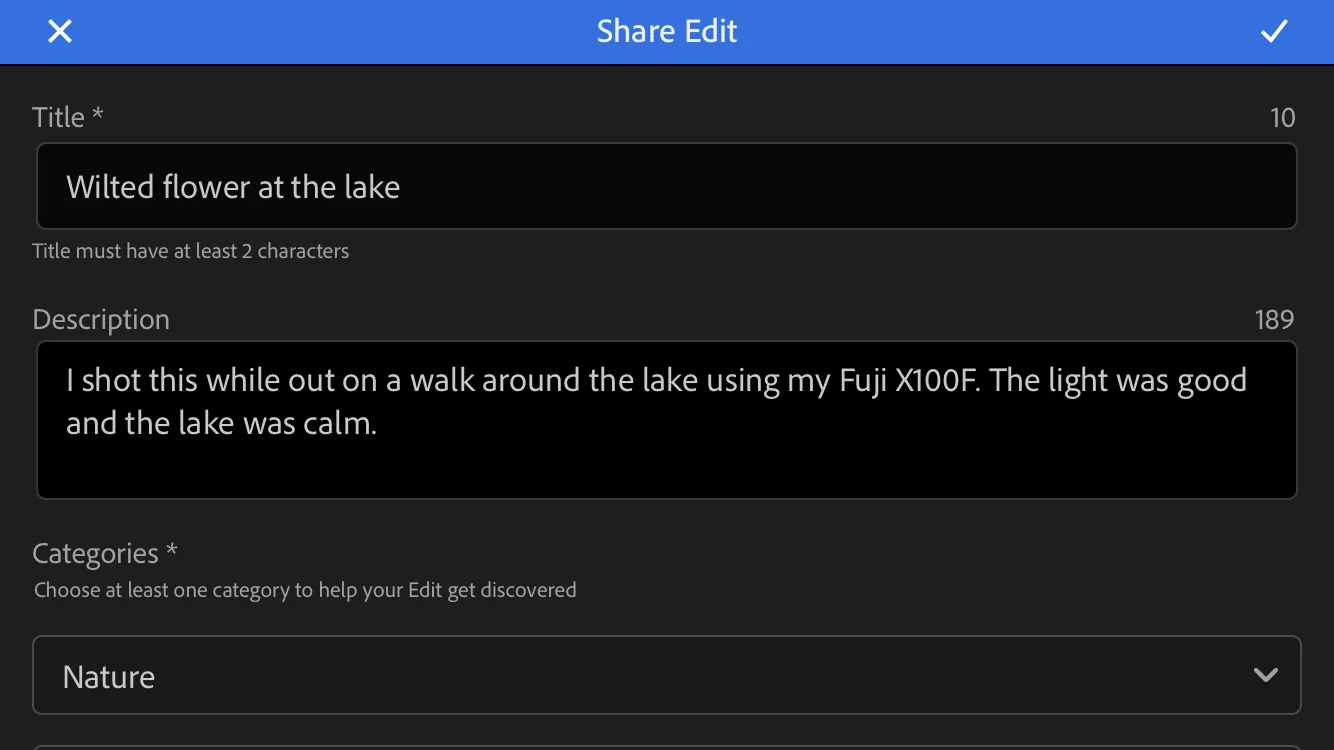 Share Edit
Title *
10
Wilted flower at the lake
Title must have at least 2 characters
Description
189
I shot this while out on a walk around the lake using my Fuji X100F. The light was good
and the lake was calm.
Categories *
Choose at least one category to help your Edit get discovered
Nature